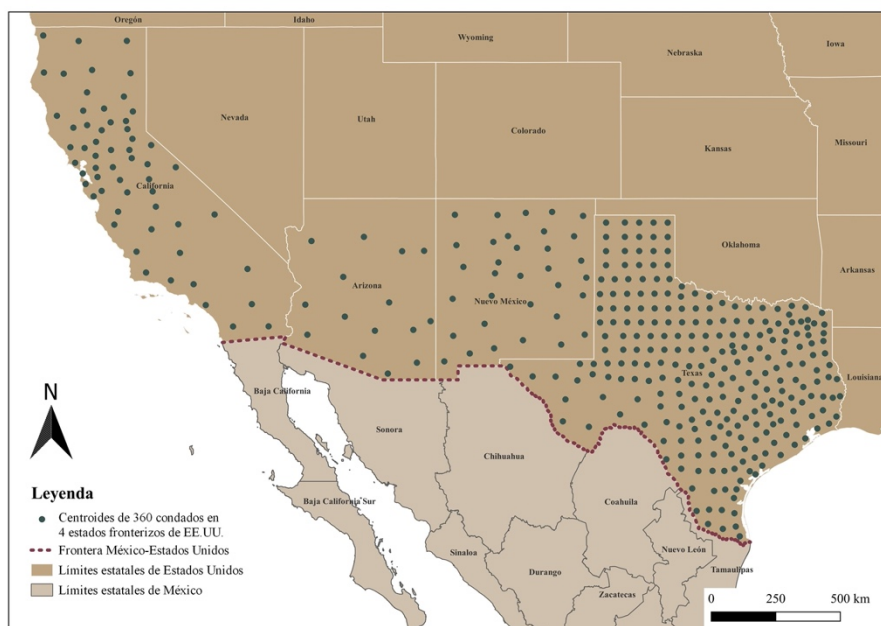 Oregón
Idaho
Wyoming
Nebraska
Iowa
Nevada
Utah
Colorado
Kansas
Missouri
California
Arizona
Nuevo México
Oklahoma
Arkansas
Texas
Louisiana
Baja California
Sonora
Chihuahua
Coahuila
Baja California Sur
Sinaloa
Durango
Nuevo León
Zacatecas
Tamaulipas
N
Leyenda
Centroides de 360 condados en
4 estados fronterizos de EE.UU.
Frontera México-Estados Unidos
Limites estatales de Estados Unidos
Limites estatales de México
0 250 500 km